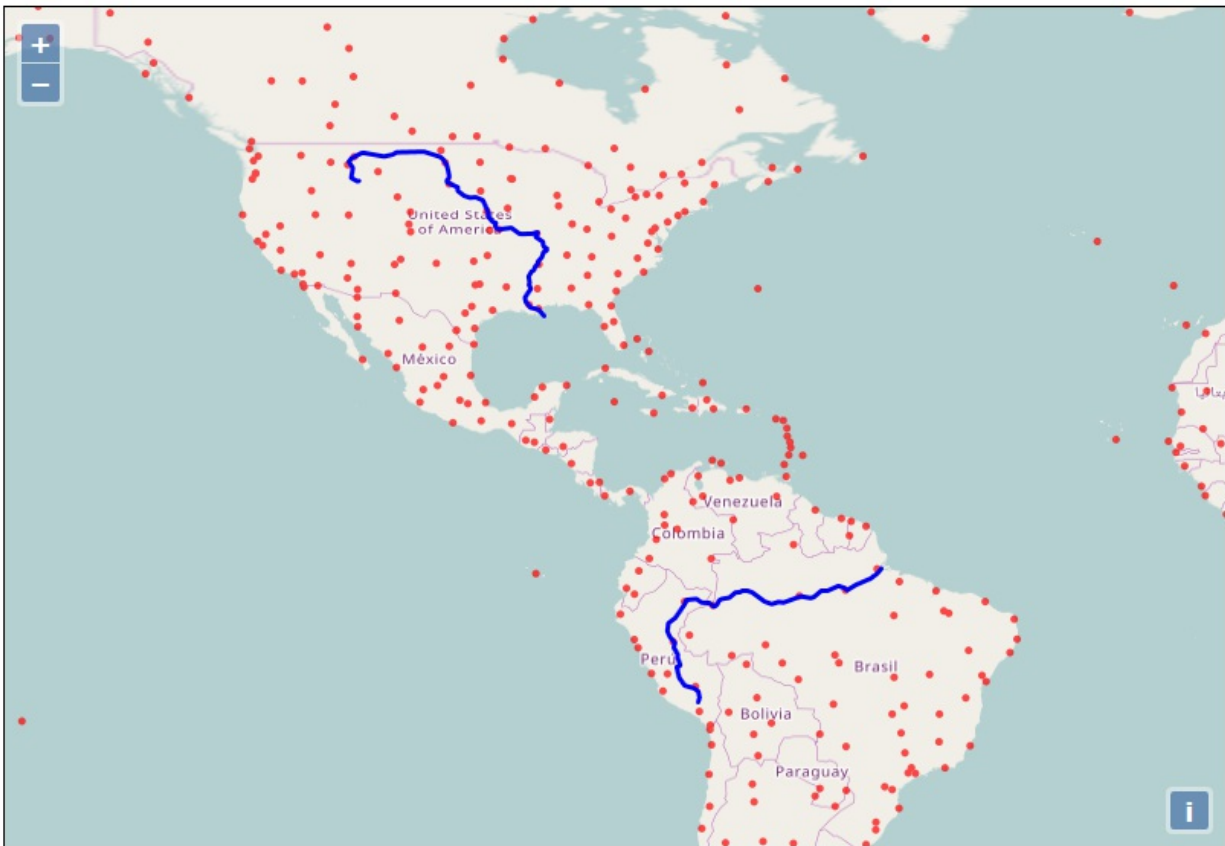 +
−
United States
of America
México
Venezuela
Colombia
Perú
Brasil
Bolivia
Paraguay
i